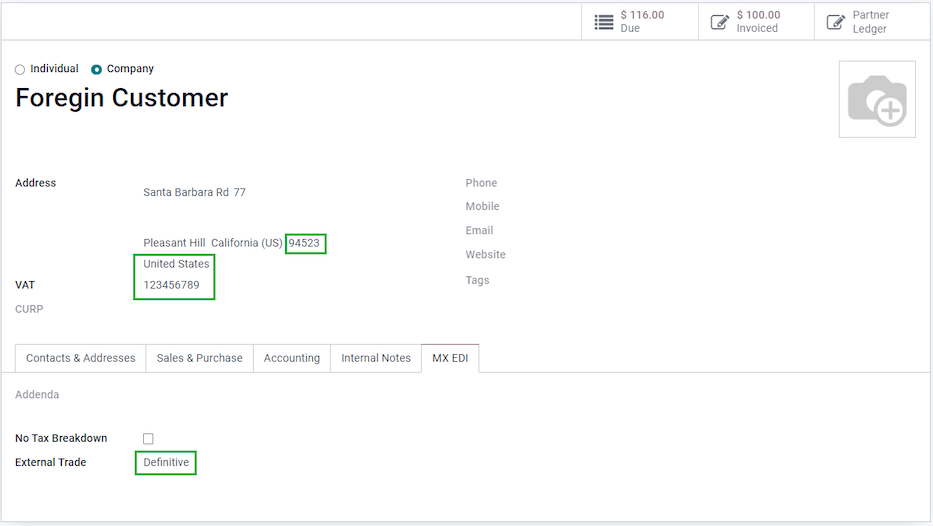 $ 116.00
Due
$ 100.00
Invoiced
Partner
Ledger
Individual Company
Foregin Customer
Address
Santa Barbara Rd 77
Pleasant Hill California (US) 94523
United States
VAT 123456789
CURP
Phone
Mobile
Email
Website
Tags
Contacts & Addresses Sales & Purchase Accounting Internal Notes MX EDI
Addenda
No Tax Breakdown
External Trade Definitive